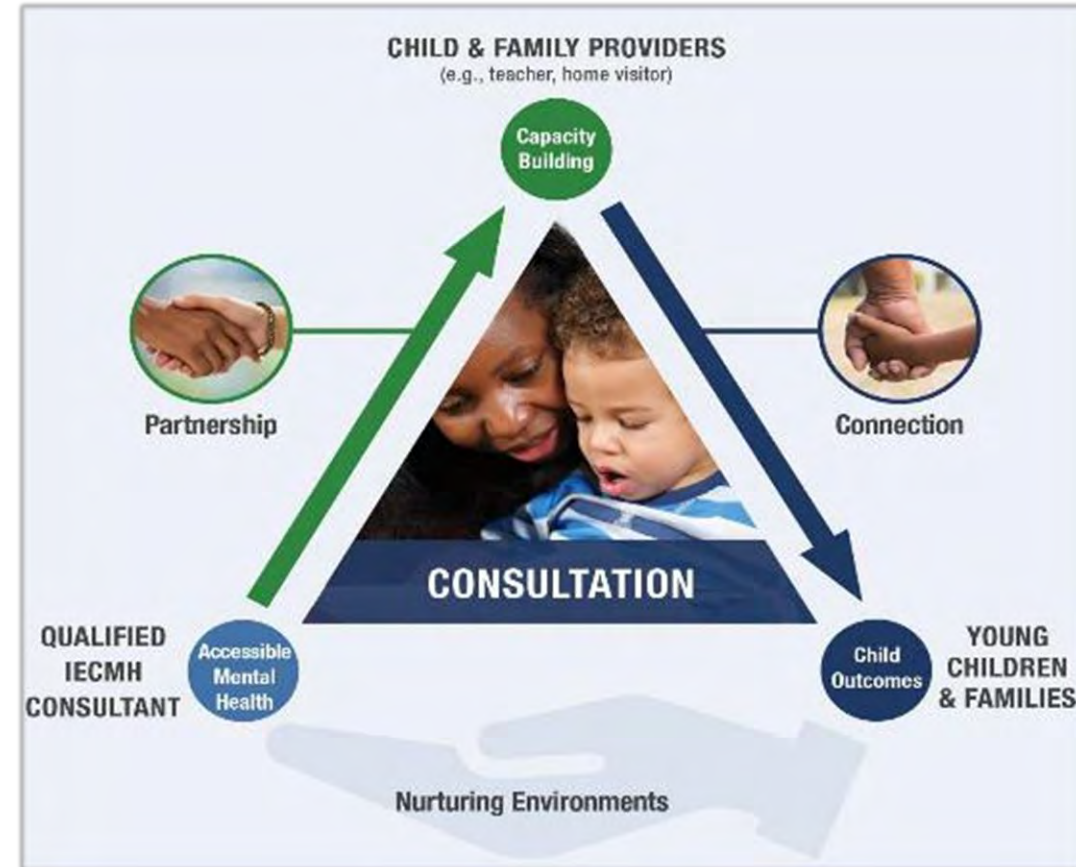 CHILD & FAMILY PROVIDERS
(e.g., teacher, home visitor)
Capacity
Building
Partnership
Connection
CONSULTATION
QUALIFIED
IECMH
CONSULTANT
Accessible
Mental
Health
Child
Outcomes
YOUNG
CHILDREN
& FAMILIES
Nurturing Environments